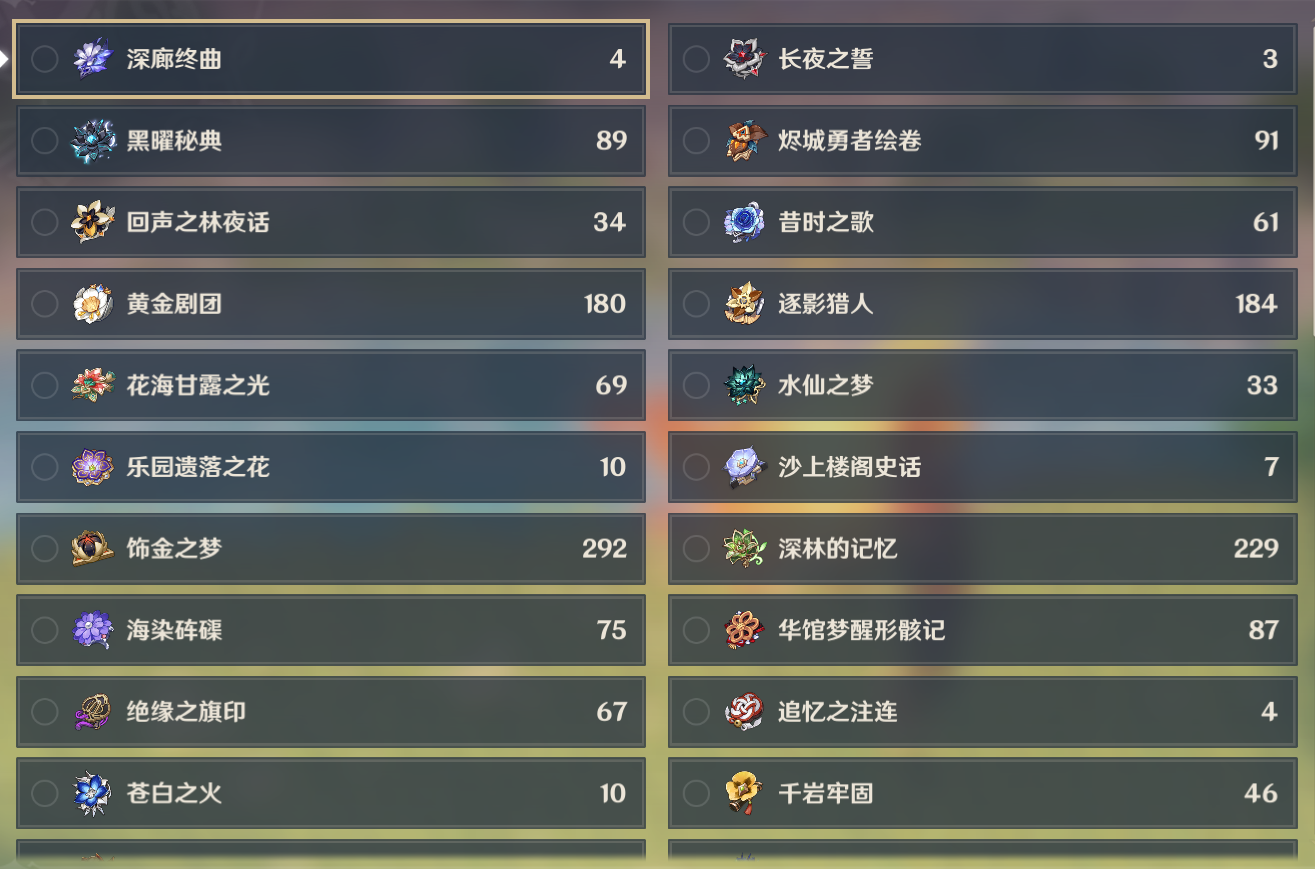 深廊终曲 4
长夜之誓 3
黑曜秘典 89
烬城勇者绘卷 91
回声之林夜话 34
昔时之歌 61
黄金剧团 180
逐影猎人 184
花海甘露之光 69
水仙之梦 33
乐园遗落之花 10
沙上楼阁史话 7
饰金之梦 292
深林的记忆 229
海染砗磲 75
华馆梦醒形骸记 87
绝缘之旗印 67
追忆之注连 4
苍白之火 10
千岩牢固 46